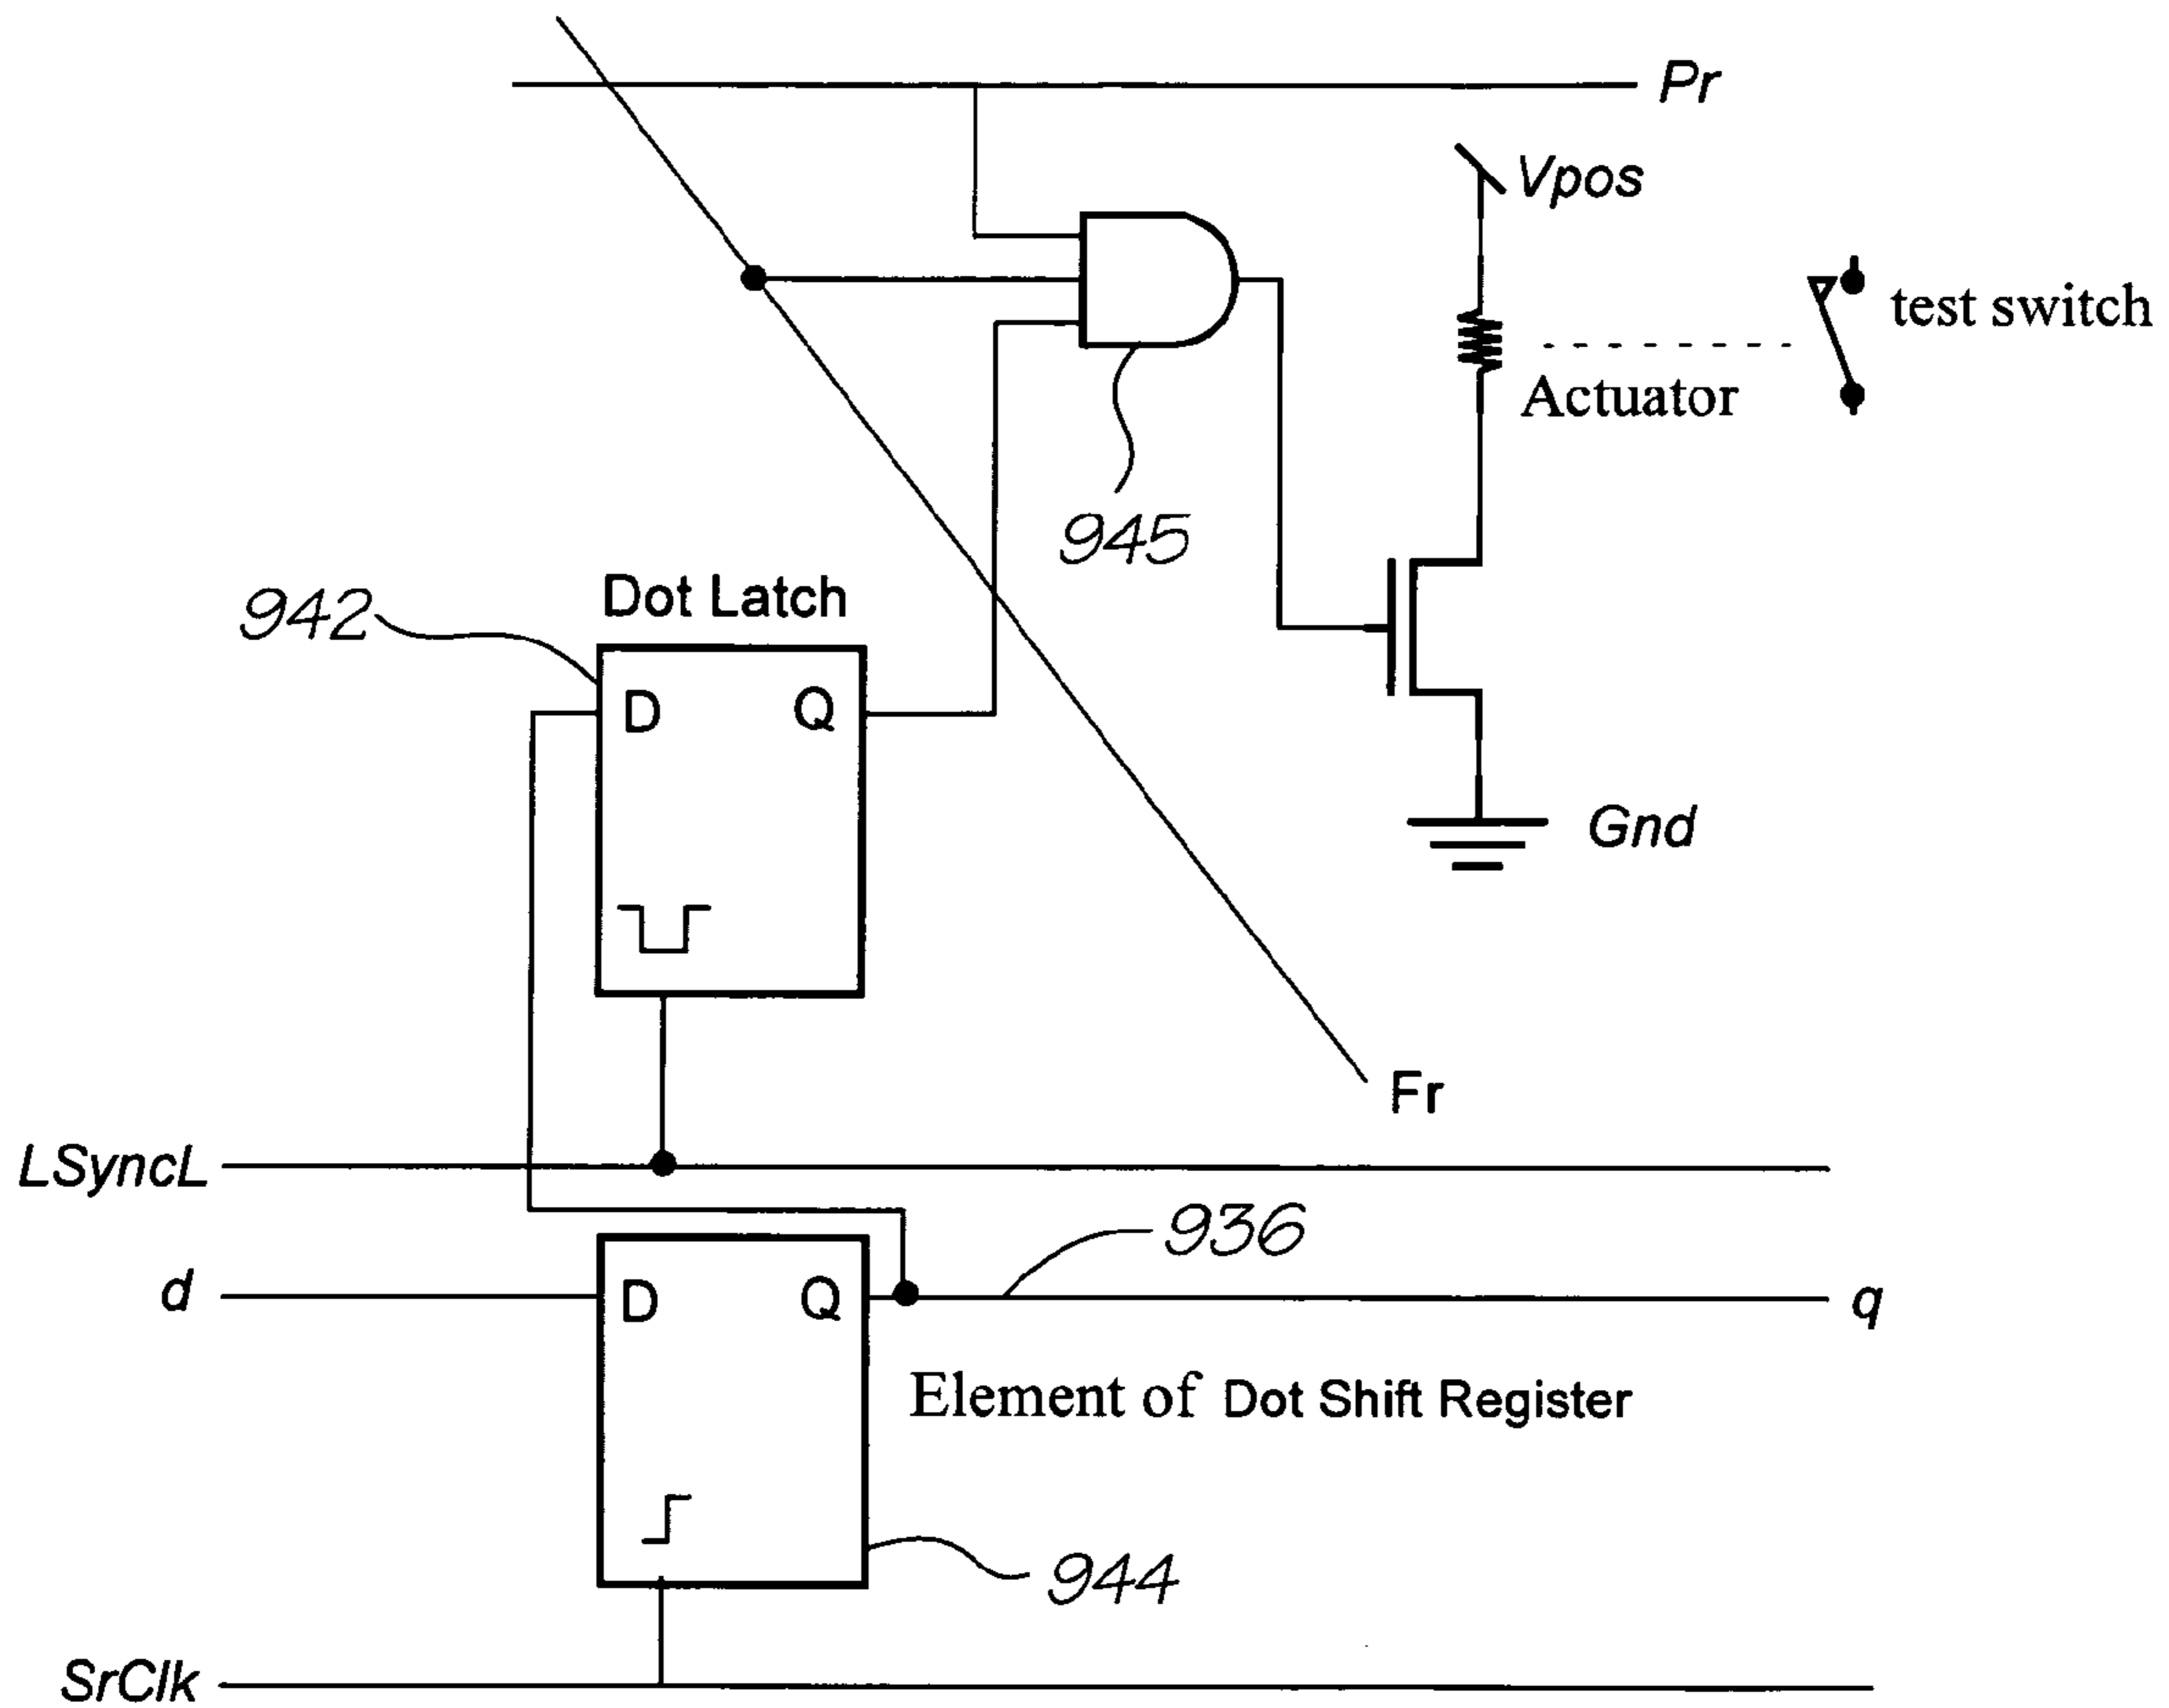 Pr
Vpos
test switch
Actuator
945
Dot Latch
942
D Q
Gnd
Fr
LSyncL
936
d
D Q
q
Element of Dot Shift Register
944
SrClk